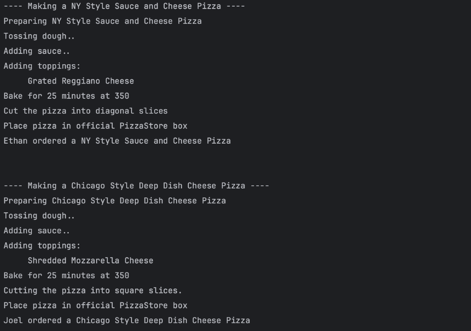 ---- Making a NY Style Sauce and Cheese Pizza ----
Preparing NY Style Sauce and Cheese Pizza
Tossing dough..
Adding sauce..
Adding toppings:
     Grated Reggiano Cheese
Bake for 25 minutes at 350
Cut the pizza into diagonal slices
Place pizza in official PizzaStore box
Ethan ordered a NY Style Sauce and Cheese Pizza
---- Making a Chicago Style Deep Dish Cheese Pizza ----
Preparing Chicago Style Deep Dish Cheese Pizza
Tossing dough..
Adding sauce..
Adding toppings:
     Shredded Mozzarella Cheese
Bake for 25 minutes at 350
Cutting the pizza into square slices.
Place pizza in official PizzaStore box
Joel ordered a Chicago Style Deep Dish Cheese Pizza